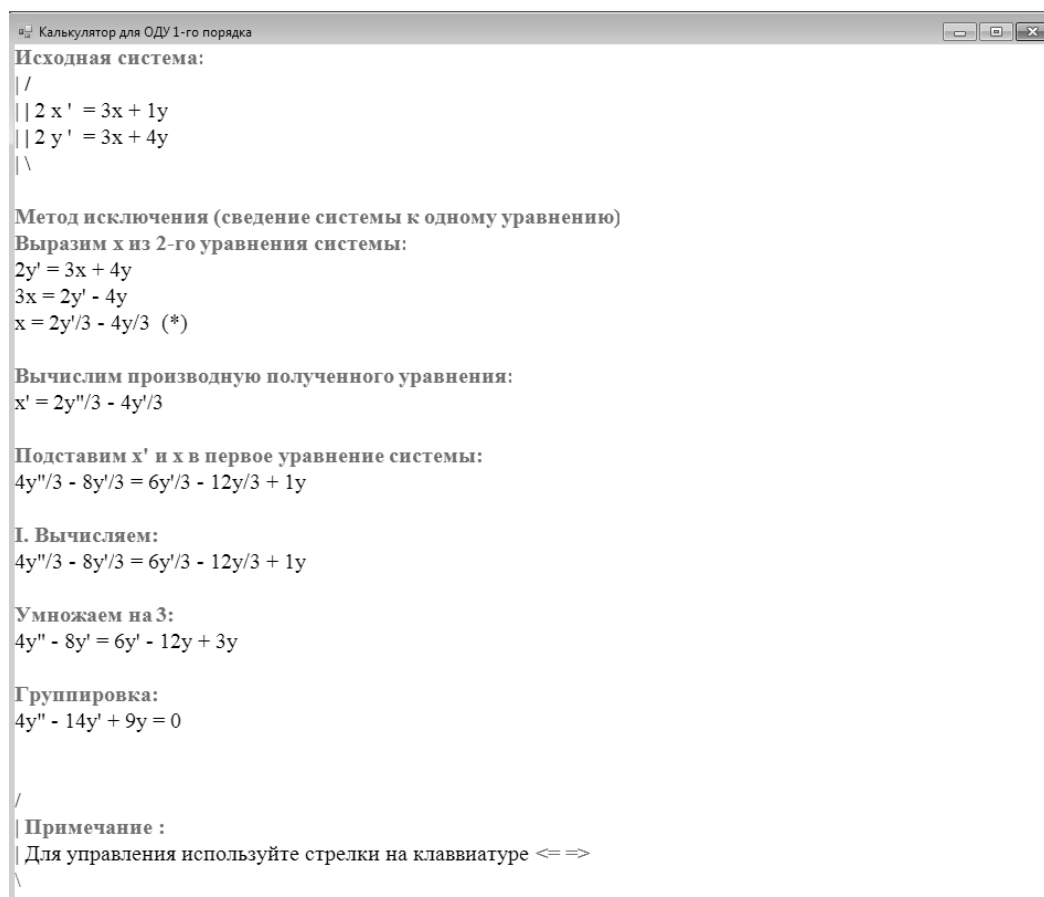 Калькулятор для ОДУ 1-го порядка
Исходная система:
| /
| | 2 x ' = 3x + 1y
| | 2 y ' = 3x + 4y
| \
Метод исключения (сведение системы к одному уравнению)
Выразим x из 2-го уравнения системы:
2y' = 3x + 4y
3x = 2y' - 4y
x = 2y'/3 - 4y/3 (*)
Вычислим производную полученного уравнения:
x' = 2y''/3 - 4y'/3
Подставим x' и x в первое уравнение системы:
4y''/3 - 8y'/3 = 6y'/3 - 12y/3 + 1y
I. Вычисляем:
4y''/3 - 8y'/3 = 6y'/3 - 12y/3 + 1y
Умножаем на 3:
4y'' - 8y' = 6y' - 12y + 3y
Группировка:
4y'' - 14y' + 9y = 0
/
| Примечание :
| Для управления используйте стрелки на клаввиатуре <= =>
\